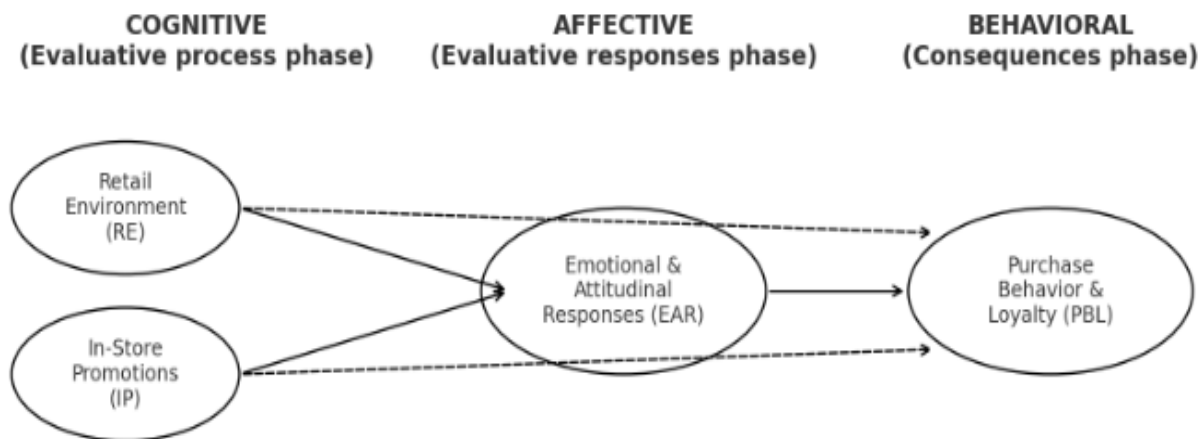 COGNITIVE
(Evaluative process phase)
AFFECTIVE
(Evaluative responses phase)
BEHAVIORAL
(Consequences phase)
Retail
Environment
(RE)
In-Store
Promotions
(IP)
Emotional &
Attitudinal
Responses (EAR)
Purchase
Behavior &
Loyalty (PBL)